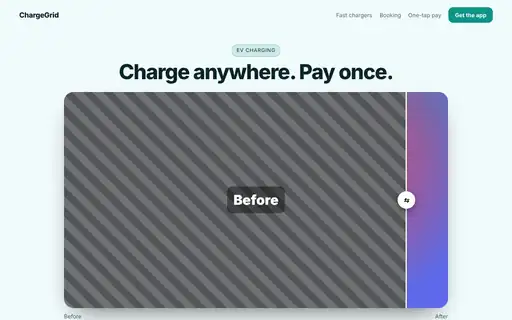 ChargeGrid
Fast chargers
Booking
One-tap pay
Get the app
EV CHARGING
Charge anywhere. Pay once.
Before
Before
After